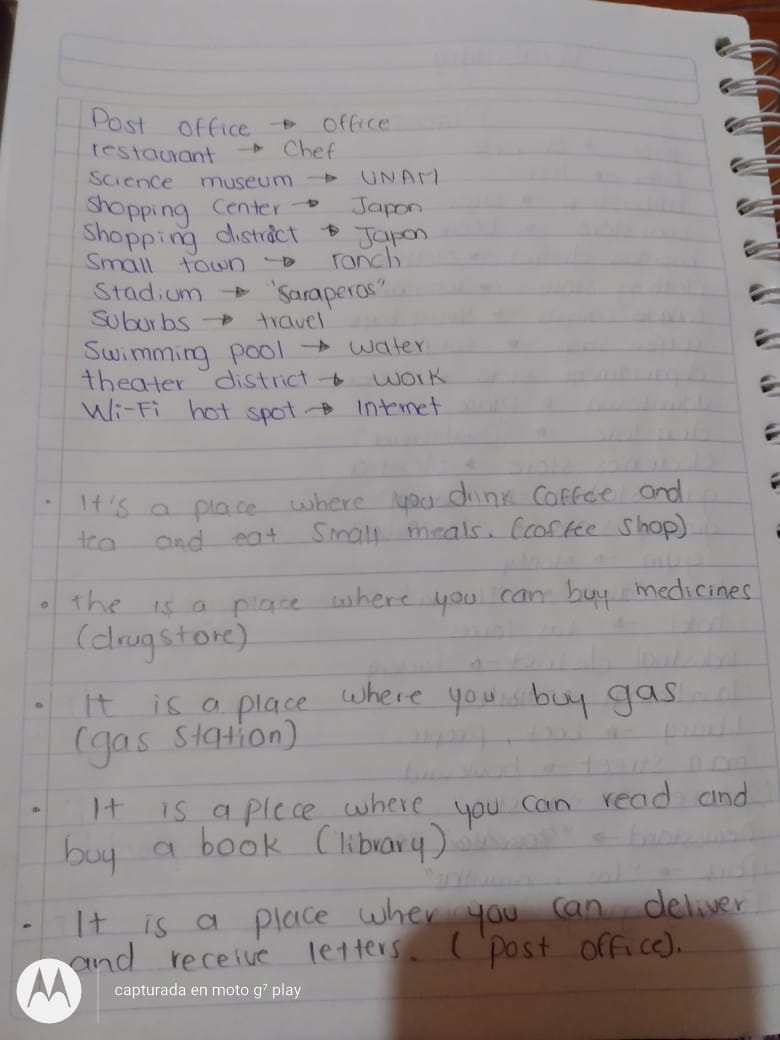 Post office → office
restaurant → Chef
Science museum → UNAM
Shopping center → Japon
Shopping district → Japon
Small town → ranch
Stadium → "Saraperos"
Suburbs → travel
Swimming pool → water
theater district → work
Wi-Fi hot spot → Internet
• It's a place where you drink Coffee and
tea and eat Small meals. (coffee shop)
• the is a place where you can buy medicines
(drugstore)
• It is a place where you buy gas
(gas station)
• It is a plece where you can read and
buy a book (library)
• It is a place wher you can deliver
and receive letters. (post office).
capturada en moto g⁷ play